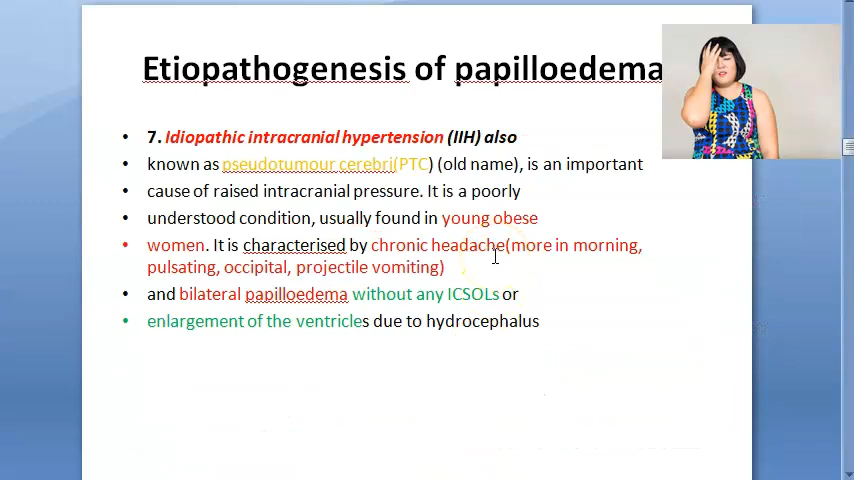 Etiopathogenesis of papilloedema
• 7. Idiopathic intracranial hypertension (IIH) also
• known as pseudotumour cerebri(PTC) (old name), is an important
• cause of raised intracranial pressure. It is a poorly
• understood condition, usually found in young obese
• women. It is characterised by chronic headache(more in morning,
pulsating, occipital, projectile vomiting)
• and bilateral papilloedema without any ICSOLs or
• enlargement of the ventricles due to hydrocephalus